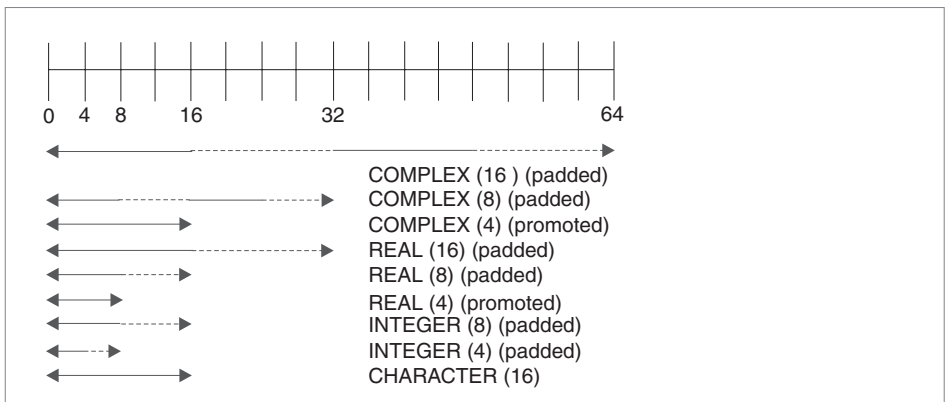 0 4 8 16 32 64
COMPLEX (16 ) (padded)
COMPLEX (8) (padded)
COMPLEX (4) (promoted)
REAL (16) (padded)
REAL (8) (padded)
REAL (4) (promoted)
INTEGER (8) (padded)
INTEGER (4) (padded)
CHARACTER (16)